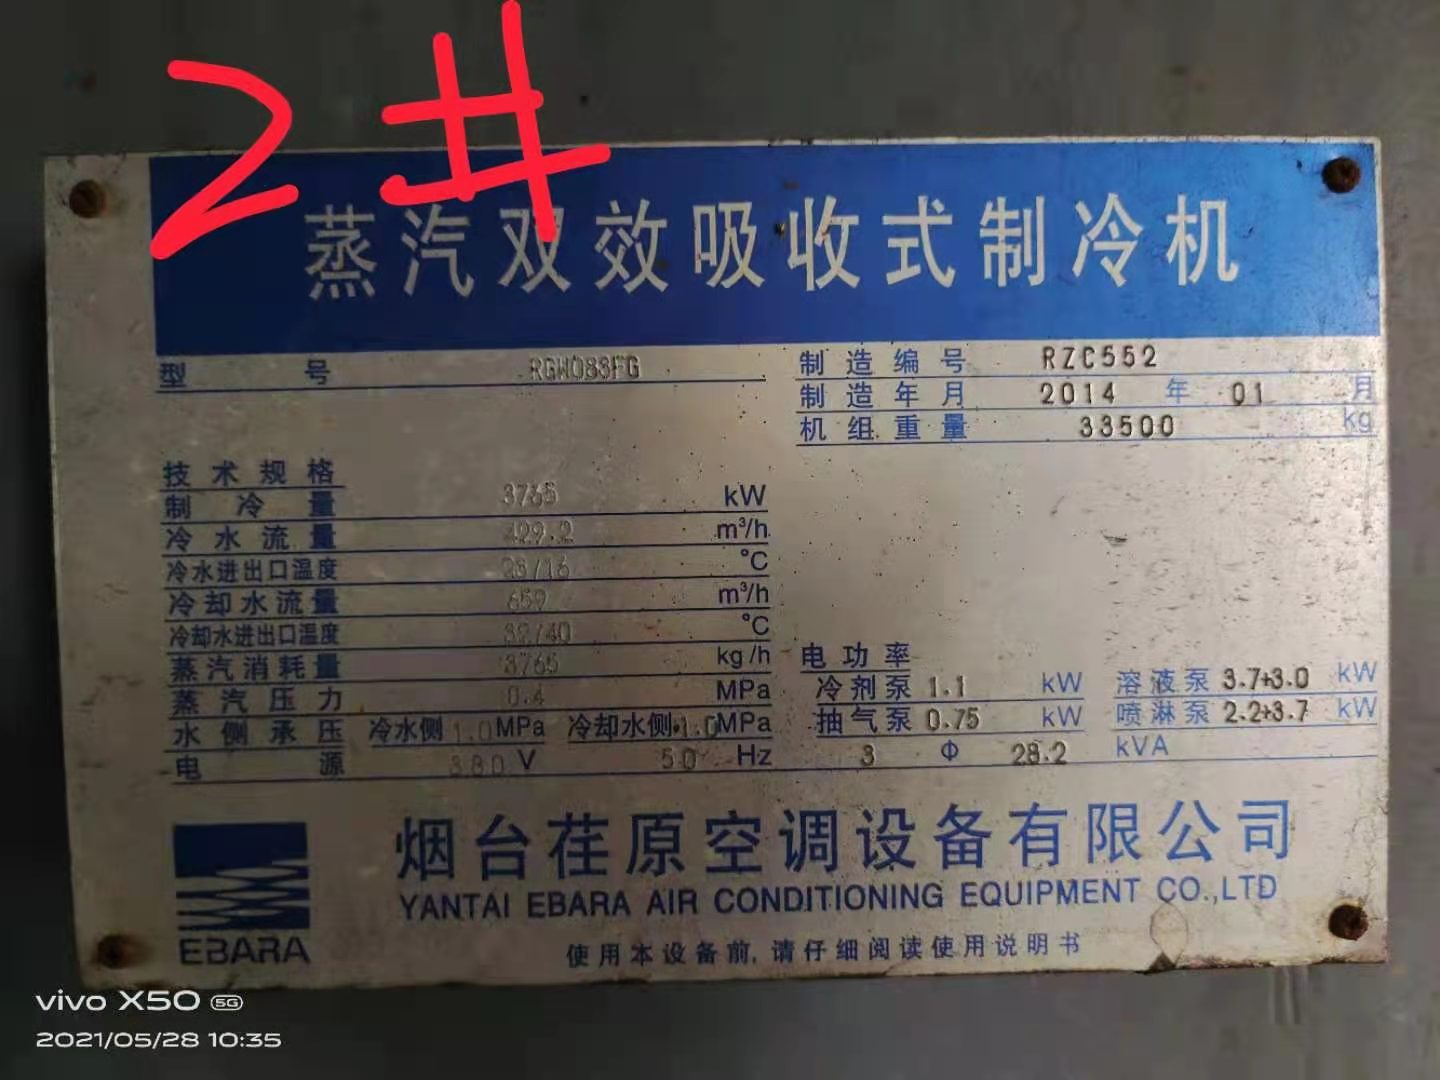 2#
蒸汽双效吸收式制冷机
型号 RGW088FG
制造编号 RZC552
制造年月 2014年01月
机组重量 33500 kg
技术规格
制冷量 3765 kW
冷水流量 429.2 m³/h
冷水进出口温度 /16 ℃
冷却水流量 659 m³/h
冷却水进出口温度 32/40 ℃
蒸汽消耗量 3765 kg/h
蒸汽压力 0.4 MPa
水侧承压 冷水侧 1.0 MPa 冷却水侧 1.0 MPa
电功率
冷剂泵 1.1 kW 溶液泵 3.7+3.0 kW
抽气泵 0.75 kW 喷淋泵 2.2+3.7 kW
电源 380 V 50 Hz 3 Φ 28.2 kVA
EBARA
烟台荏原空调设备有限公司
YANTAI EBARA AIR CONDITIONING EQUIPMENT CO.,LTD
使用本设备前,请仔细阅读使用说明书
vivo X50 5G
2021/05/28 10:35